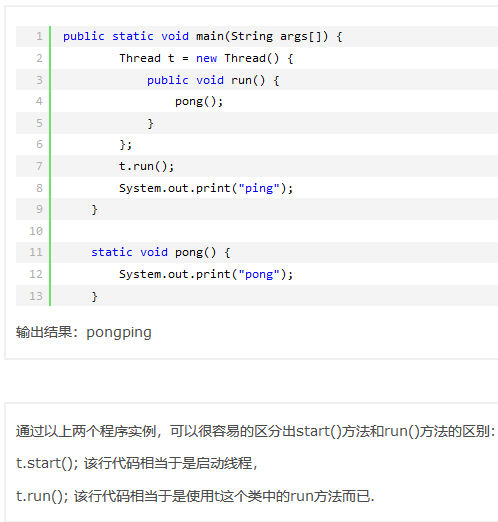 1 public static void main(String args[]) {
2 Thread t = new Thread() {
3 public void run() {
4 pong();
5 }
6 };
7 t.run();
8 System.out.print("ping");
9 }
10
11 static void pong() {
12 System.out.print("pong");
13 }
输出结果：pongping
通过以上两个程序实例，可以很容易的区分出start()方法和run()方法的区别：
t.start(); 该行代码相当于是启动线程，
t.run(); 该行代码相当于是使用t这个类中的run方法而已.